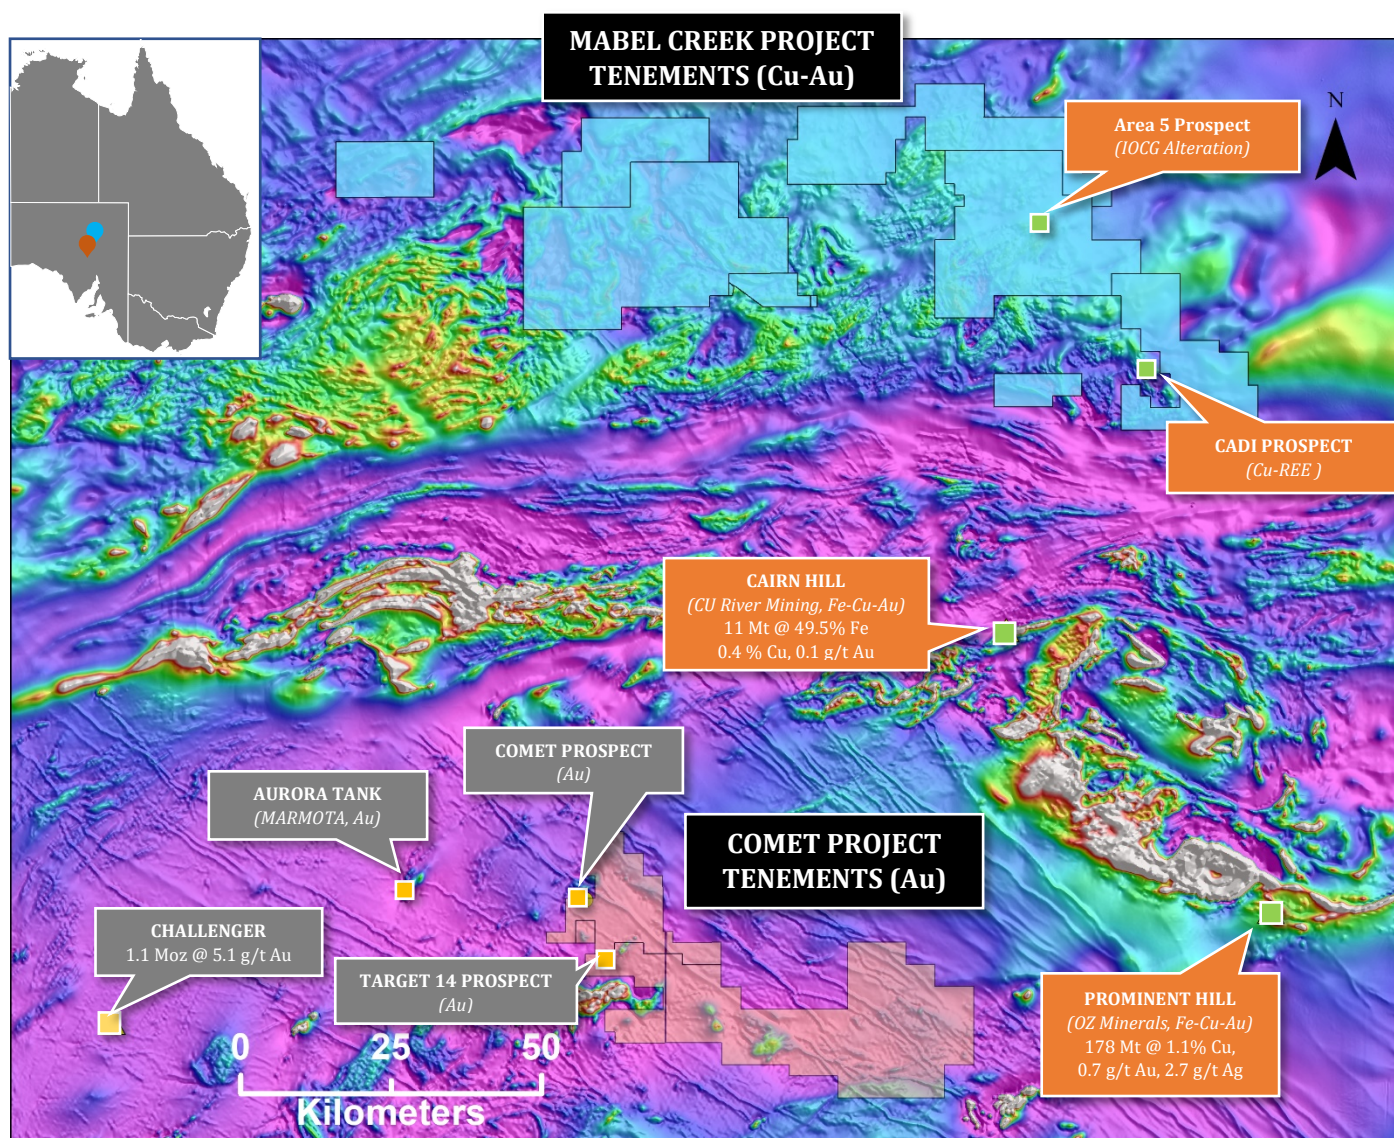 MABEL CREEK PROJECT
TENEMENTS (Cu-Au)
N
Area 5 Prospect
(IOCG Alteration)
CADI PROSPECT
(Cu-REE )
CAIRN HILL
(CU River Mining, Fe-Cu-Au)
11 Mt @ 49.5% Fe
0.4 % Cu, 0.1 g/t Au
COMET PROSPECT
(Au)
AURORA TANK
(MARMOTA, Au)
COMET PROJECT
TENEMENTS (Au)
CHALLENGER
1.1 Moz @ 5.1 g/t Au
TARGET 14 PROSPECT
(Au)
PROMINENT HILL
(OZ Minerals, Fe-Cu-Au)
178 Mt @ 1.1% Cu,
0.7 g/t Au, 2.7 g/t Ag
0 25 50
Kilometers